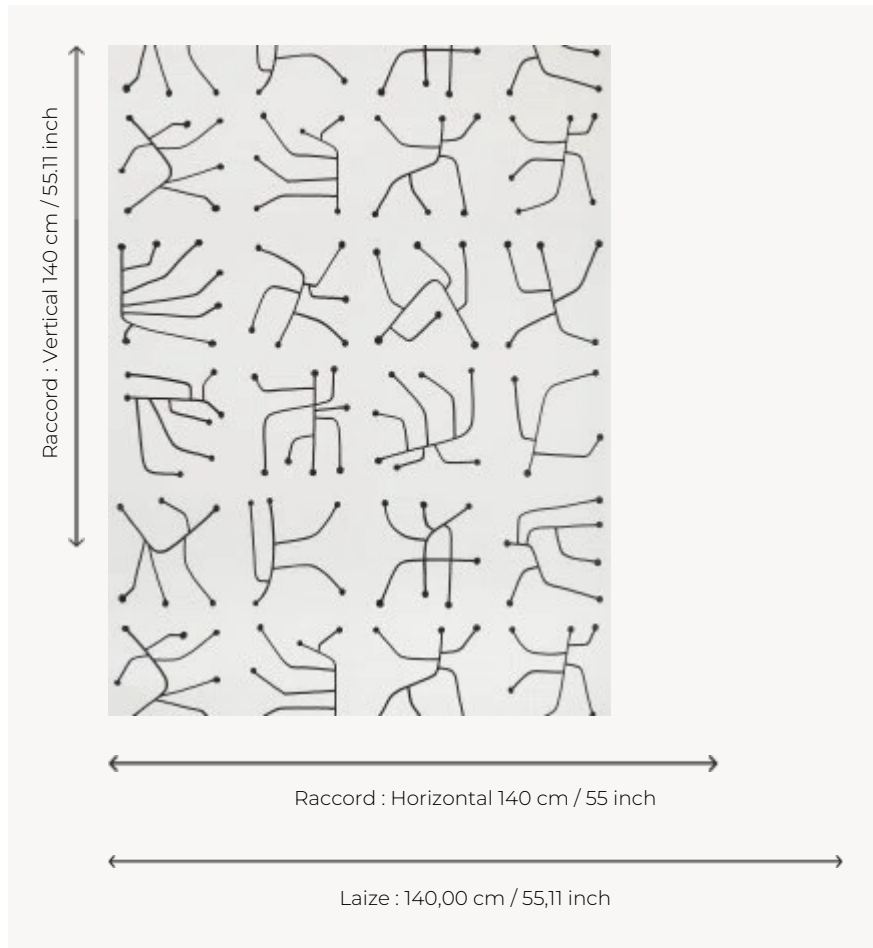 Raccord : Vertical 140 cm / 55.11 inch
Raccord : Horizontal 140 cm / 55 inch
Laize : 140,00 cm / 55,11 inch